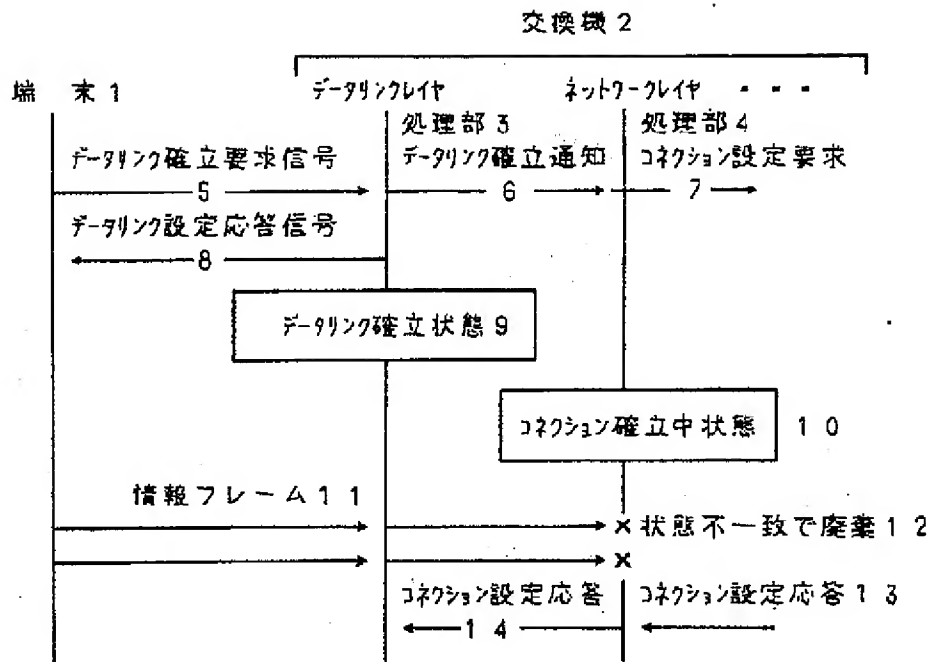 交換機2
端末1
データリンクレイヤ
ネットワークレイヤ ・・・
処理部3
処理部4
データリンク確立要求信号
データリンク確立通知
コネクション設定要求
5
6
7
データリンク設定応答信号
8
データリンク確立状態9
コネクション確立中状態
10
情報フレーム11
×状態不一致で廃棄12
×
コネクション設定応答
コネクション設定応答13
14